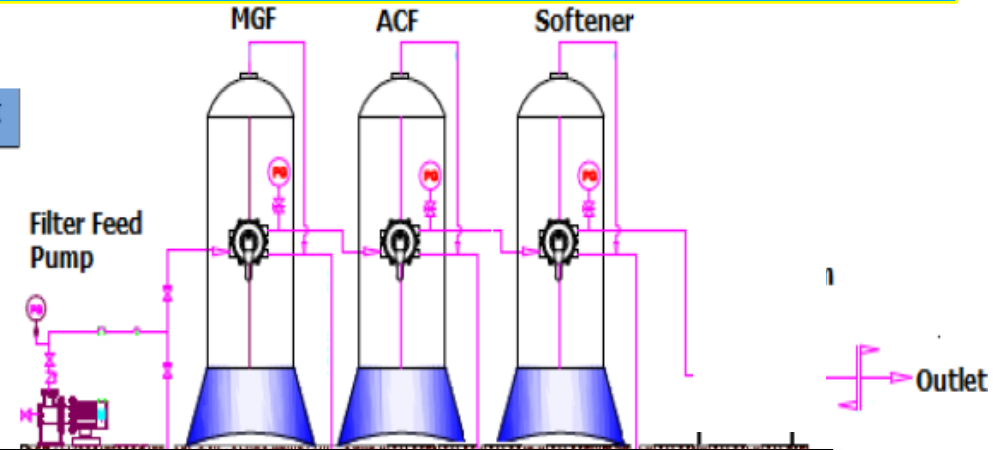 MGF
ACF
Softener
PG
PG
PG
Filter Feed
Pump
PG
Outlet